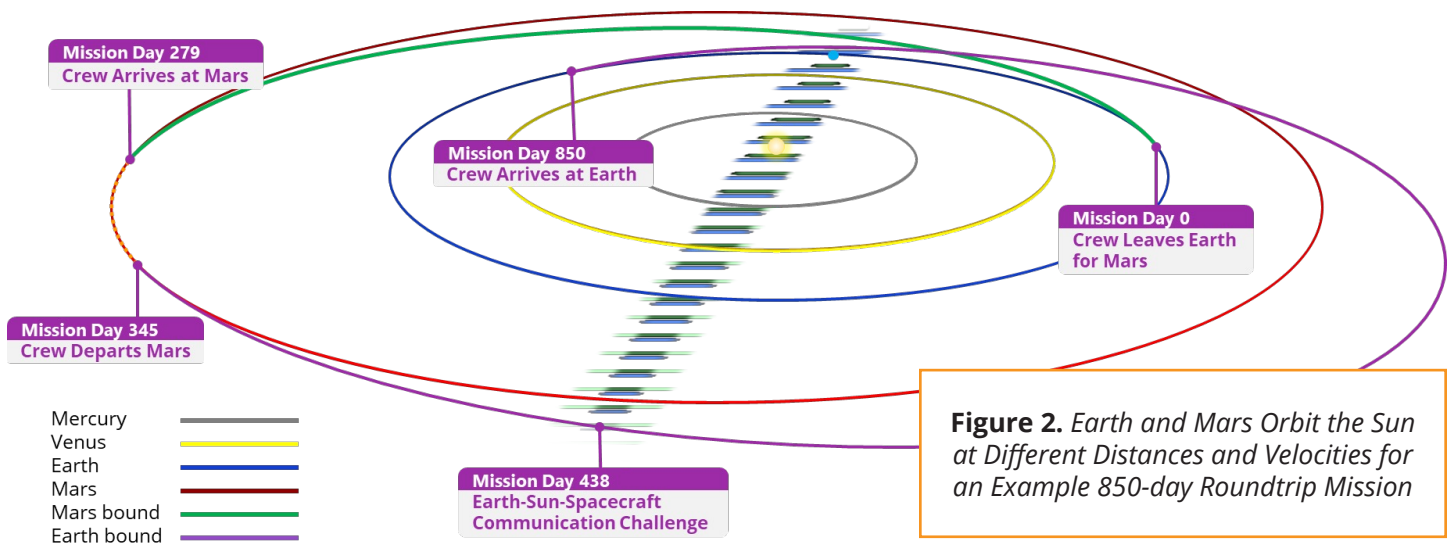 Mission Day 279
Crew Arrives at Mars
Mission Day 850
Crew Arrives at Earth
Mission Day 0
Crew Leaves Earth
for Mars
Mission Day 345
Crew Departs Mars
Mission Day 438
Earth-Sun-Spacecraft
Communication Challenge
Mercury
Venus
Earth
Mars
Mars bound
Earth bound
Figure 2. Earth and Mars Orbit the Sun
at Different Distances and Velocities for
an Example 850-day Roundtrip Mission